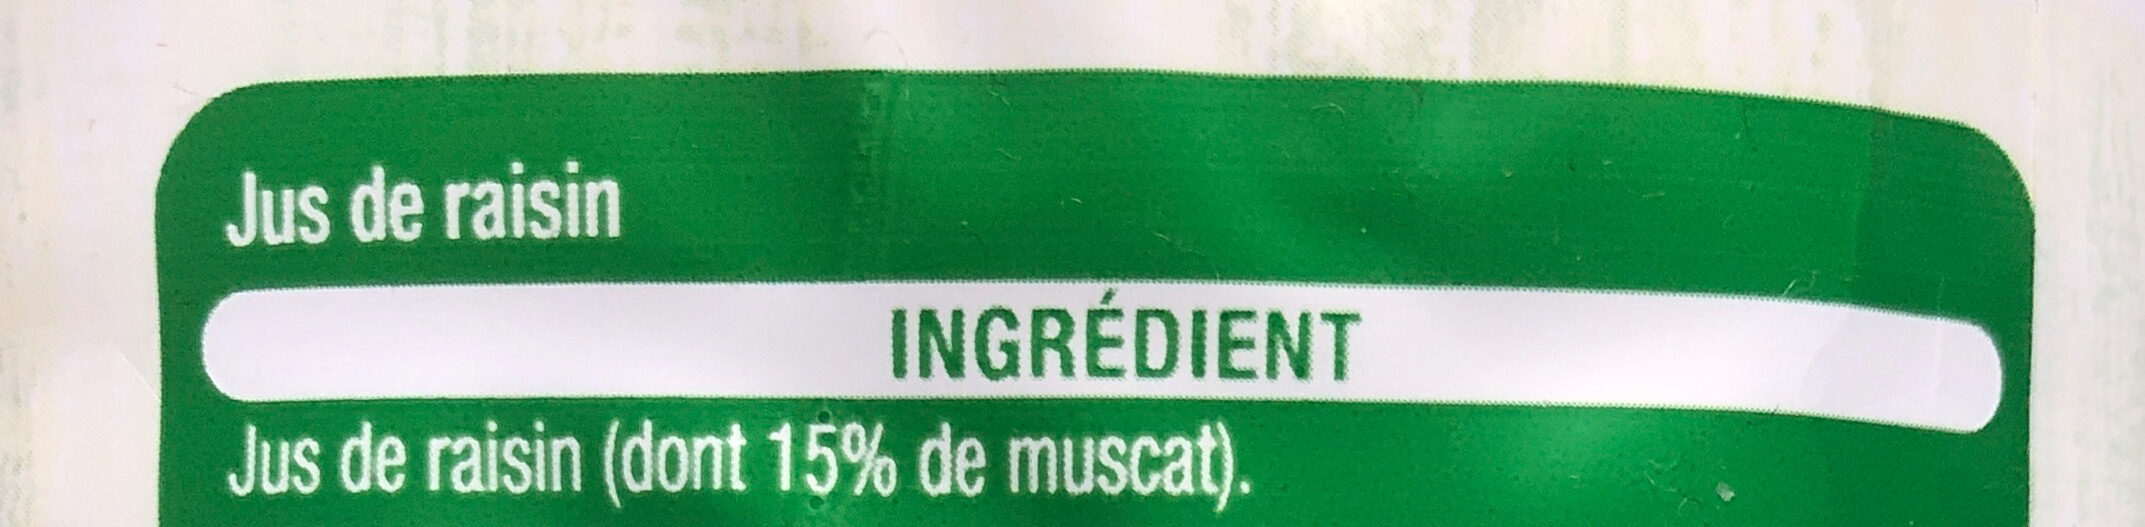 Jus de raisin
INGRÉDIENT
Jus de raisin (dont 15% de muscat).